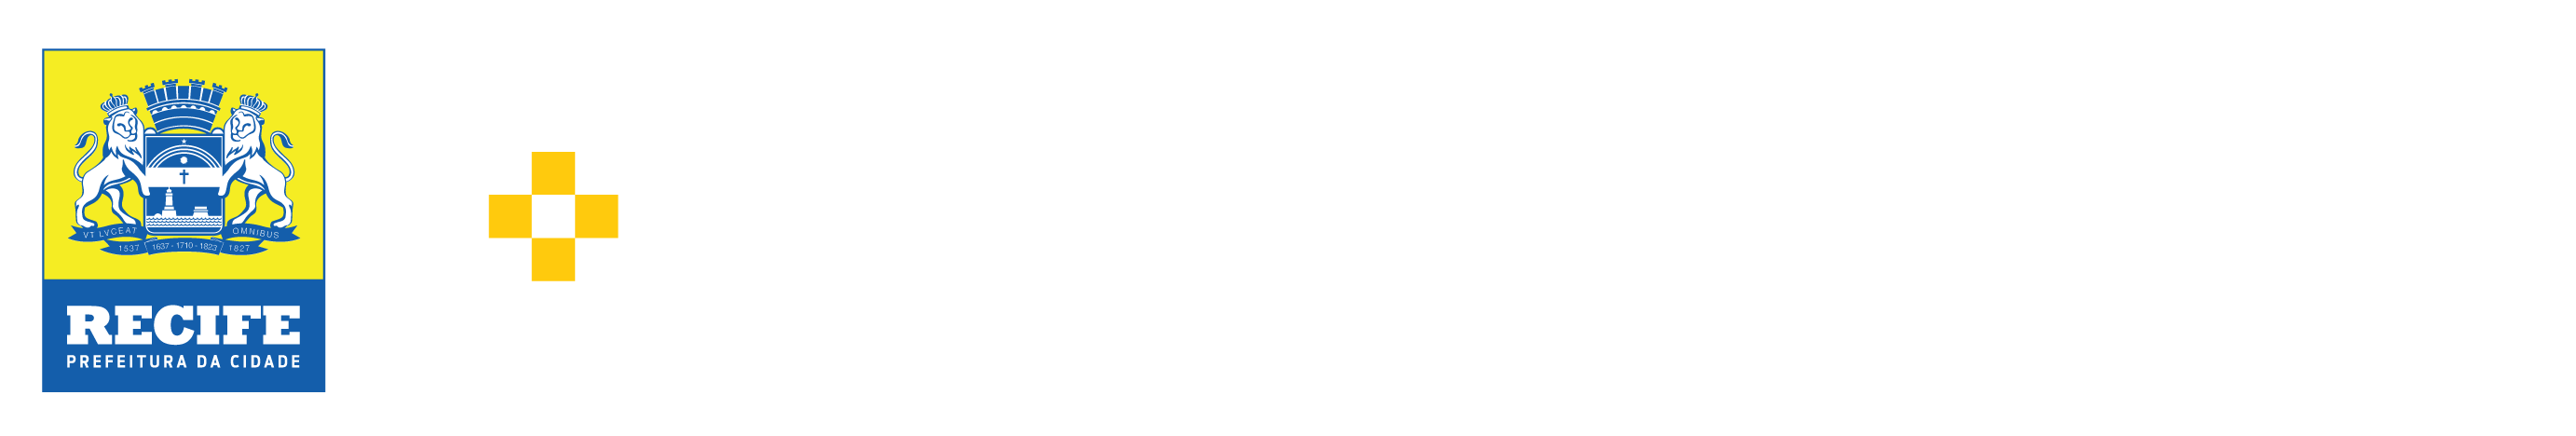 VT LVCEAT OMNIBUS
1537 1637 - 1710 - 1823 1827
RECIFE
PREFEITURA DA CIDADE